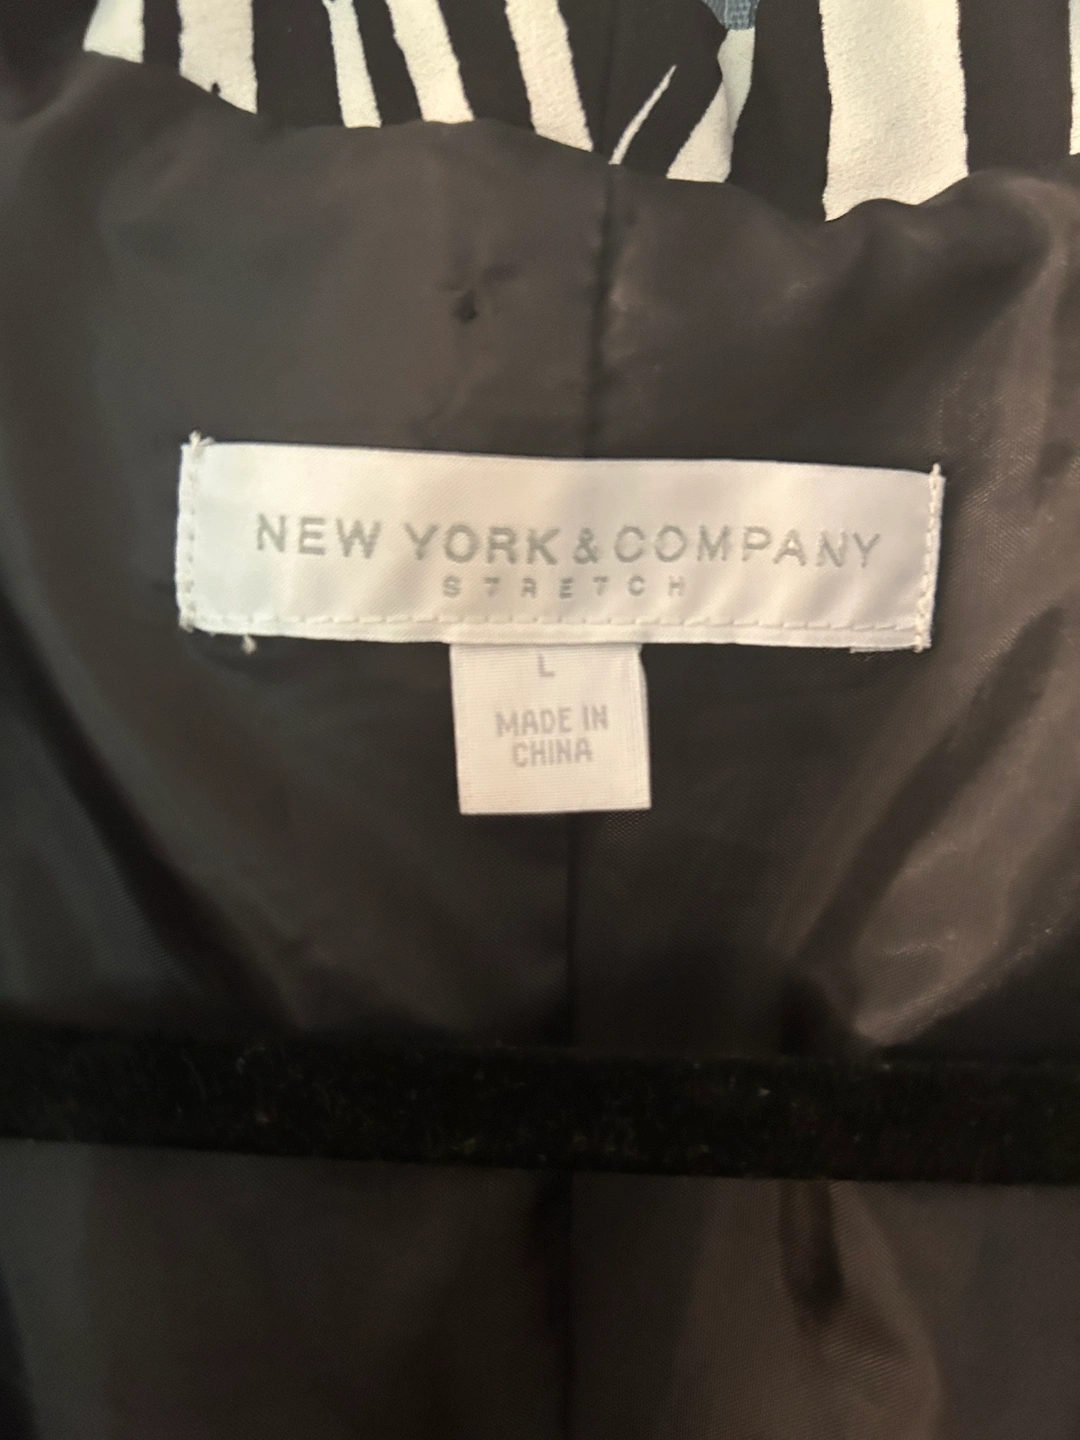 NEW YORK & COMPANY
STRETCH
L
MADE IN
CHINA